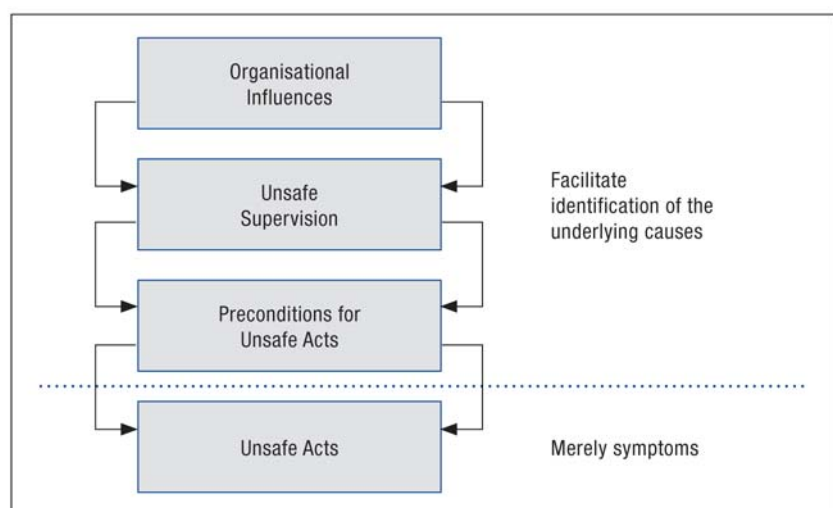 Organisational
Influences
Unsafe
Supervision
Facilitate
identification of the
underlying causes
Preconditions for
Unsafe Acts
Unsafe Acts
Merely symptoms